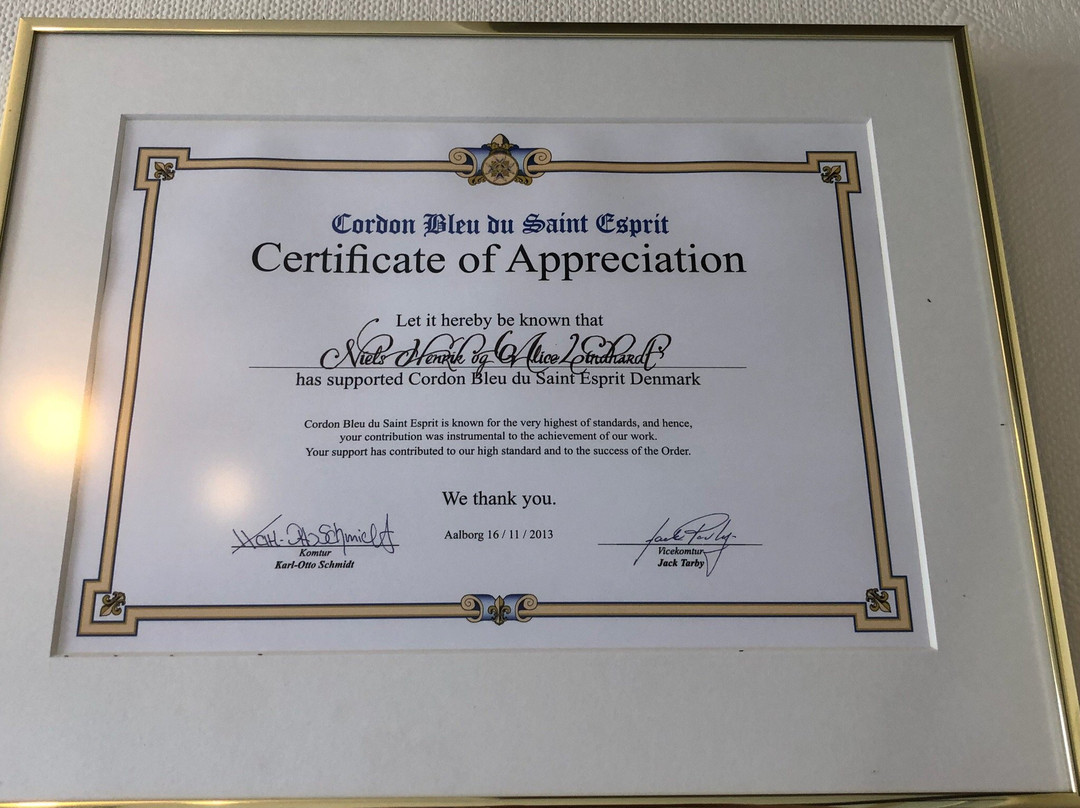 Cordon Bleu du Saint Esprit
Certificate of Appreciation
Let it hereby be known that
Niels Henrik og Alice Lindhardt
has supported Cordon Bleu du Saint Esprit Denmark
Cordon Bleu du Saint Esprit is known for the very highest of standards, and hence,
your contribution was instrumental to the achievement of our work.
Your support has contributed to our high standard and to the success of the Order.
We thank you.
Aalborg 16 / 11 / 2013
Komtur
Karl-Otto Schmidt
Vicekomtur
Jack Tarby